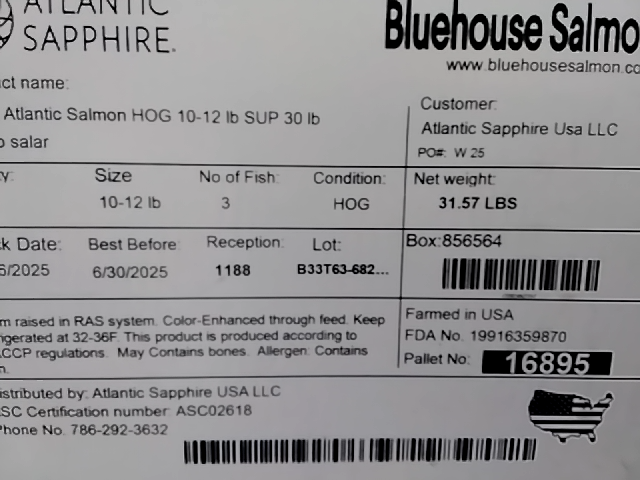 ATLANTIC
SAPPHIRE.
Bluehouse Salmo
www.bluehousesalmon.co
ct name:
Atlantic Salmon HOG 10-12 lb SUP 30 lb
o salar
Customer:
Atlantic Sapphire Usa LLC
PO#: W 25
y: Size No of Fish: Condition: Net weight:
10-12 lb 3 HOG 31.57 LBS
k Date: Best Before: Reception: Lot: Box:856564
6/2025 6/30/2025 1188 B33T63-682...
m raised in RAS system. Color-Enhanced through feed. Keep
igerated at 32-36F. This product is produced according to
ACCP regulations. May Contains bones. Allergen: Contains
n.
Farmed in USA
FDA No. 19916359870
Pallet No: 16895
istributed by: Atlantic Sapphire USA LLC
SC Certification number: ASC02618
Phone No. 786-292-3632